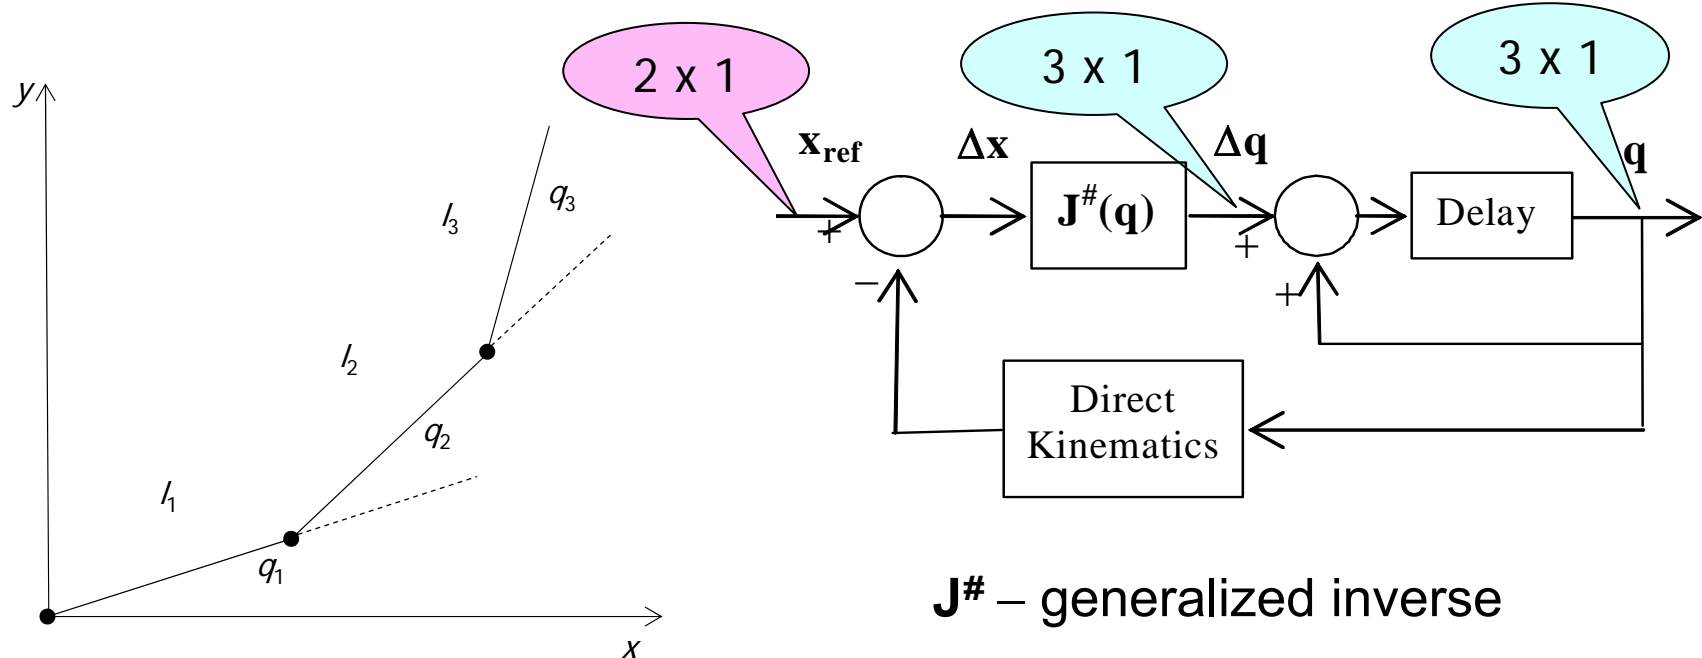 y
l₁
q₁
l₂
q₂
l₃
q₃
x
2 x 1
3 x 1
3 x 1
x_ref
Δx
Δq
q
+
−
J#(q)
+
+
Delay
Direct
Kinematics
J# – generalized inverse